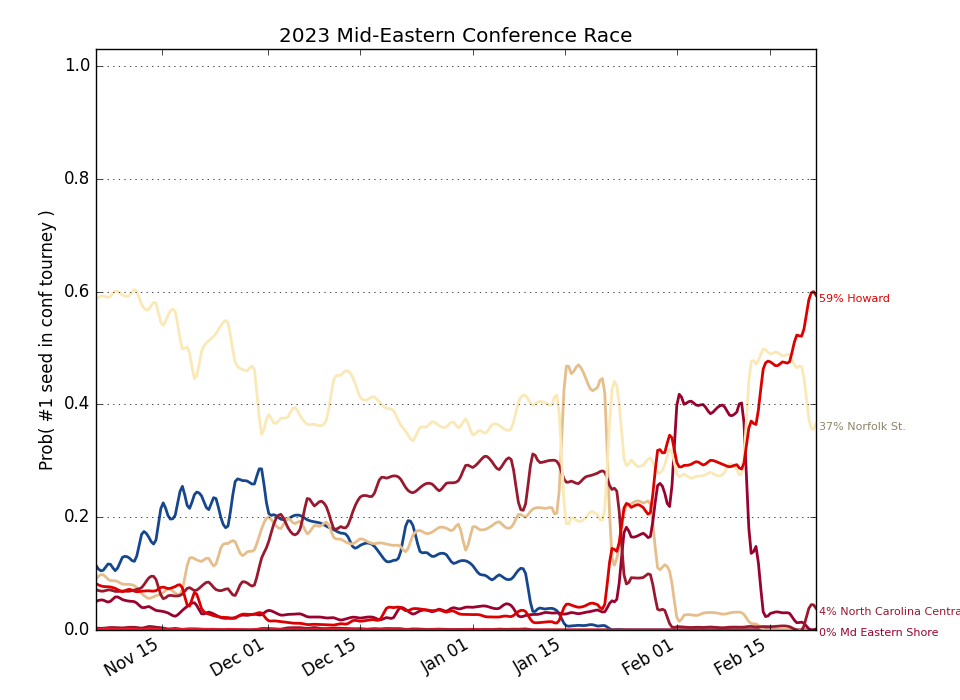 2023 Mid-Eastern Conference Race
Prob( #1 seed in conf tourney )
1.0
0.8
0.6
0.4
0.2
0.0
Nov 15
Dec 01
Dec 15
Jan 01
Jan 15
Feb 01
Feb 15
59% Howard
37% Norfolk St.
4% North Carolina Centra
0% Md Eastern Shore